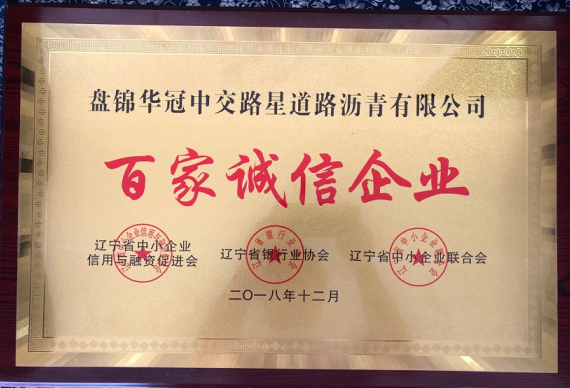 盘锦华冠中交路星道路沥青有限公司
百家诚信企业
辽宁省中小企业
信用与融资促进会
辽宁省银行业协会
辽宁省中小企业联合会
二〇一八年十二月